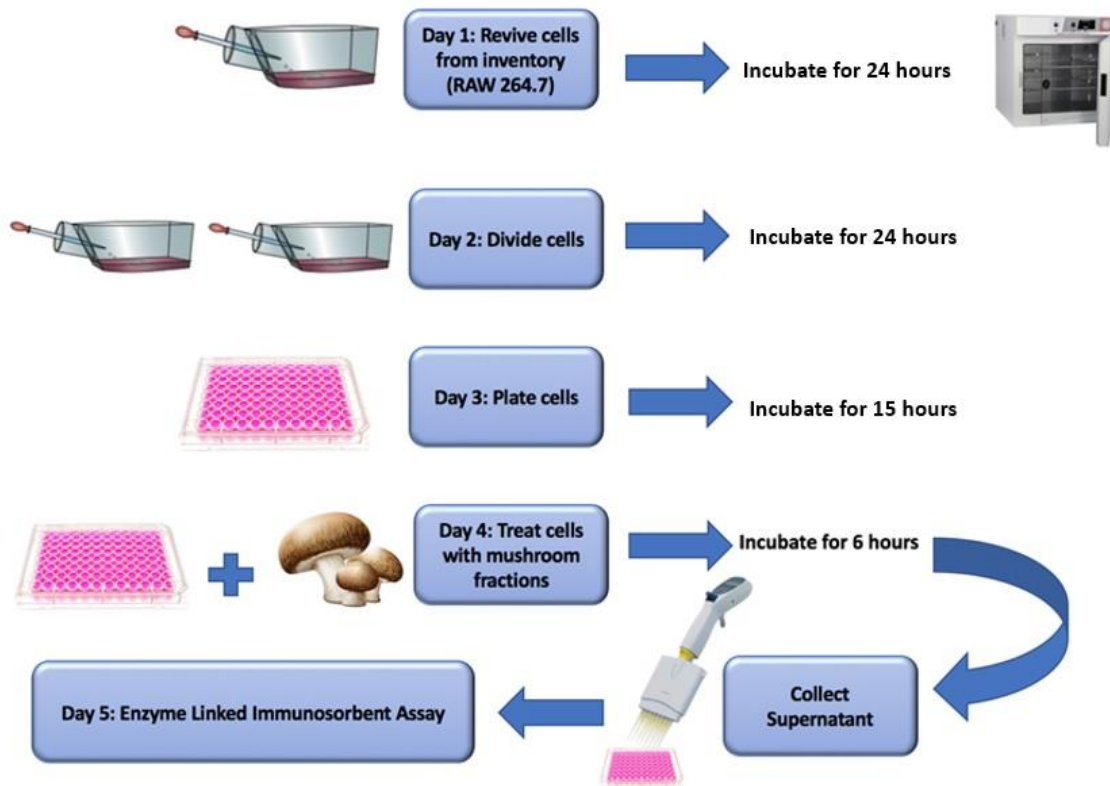 Day 1: Revive cells
from inventory
(RAW 264.7)
Incubate for 24 hours
Day 2: Divide cells
Incubate for 24 hours
Day 3: Plate cells
Incubate for 15 hours
Day 4: Treat cells
with mushroom
fractions
Incubate for 6 hours
Collect
Supernatant
Day 5: Enzyme Linked Immunosorbent Assay